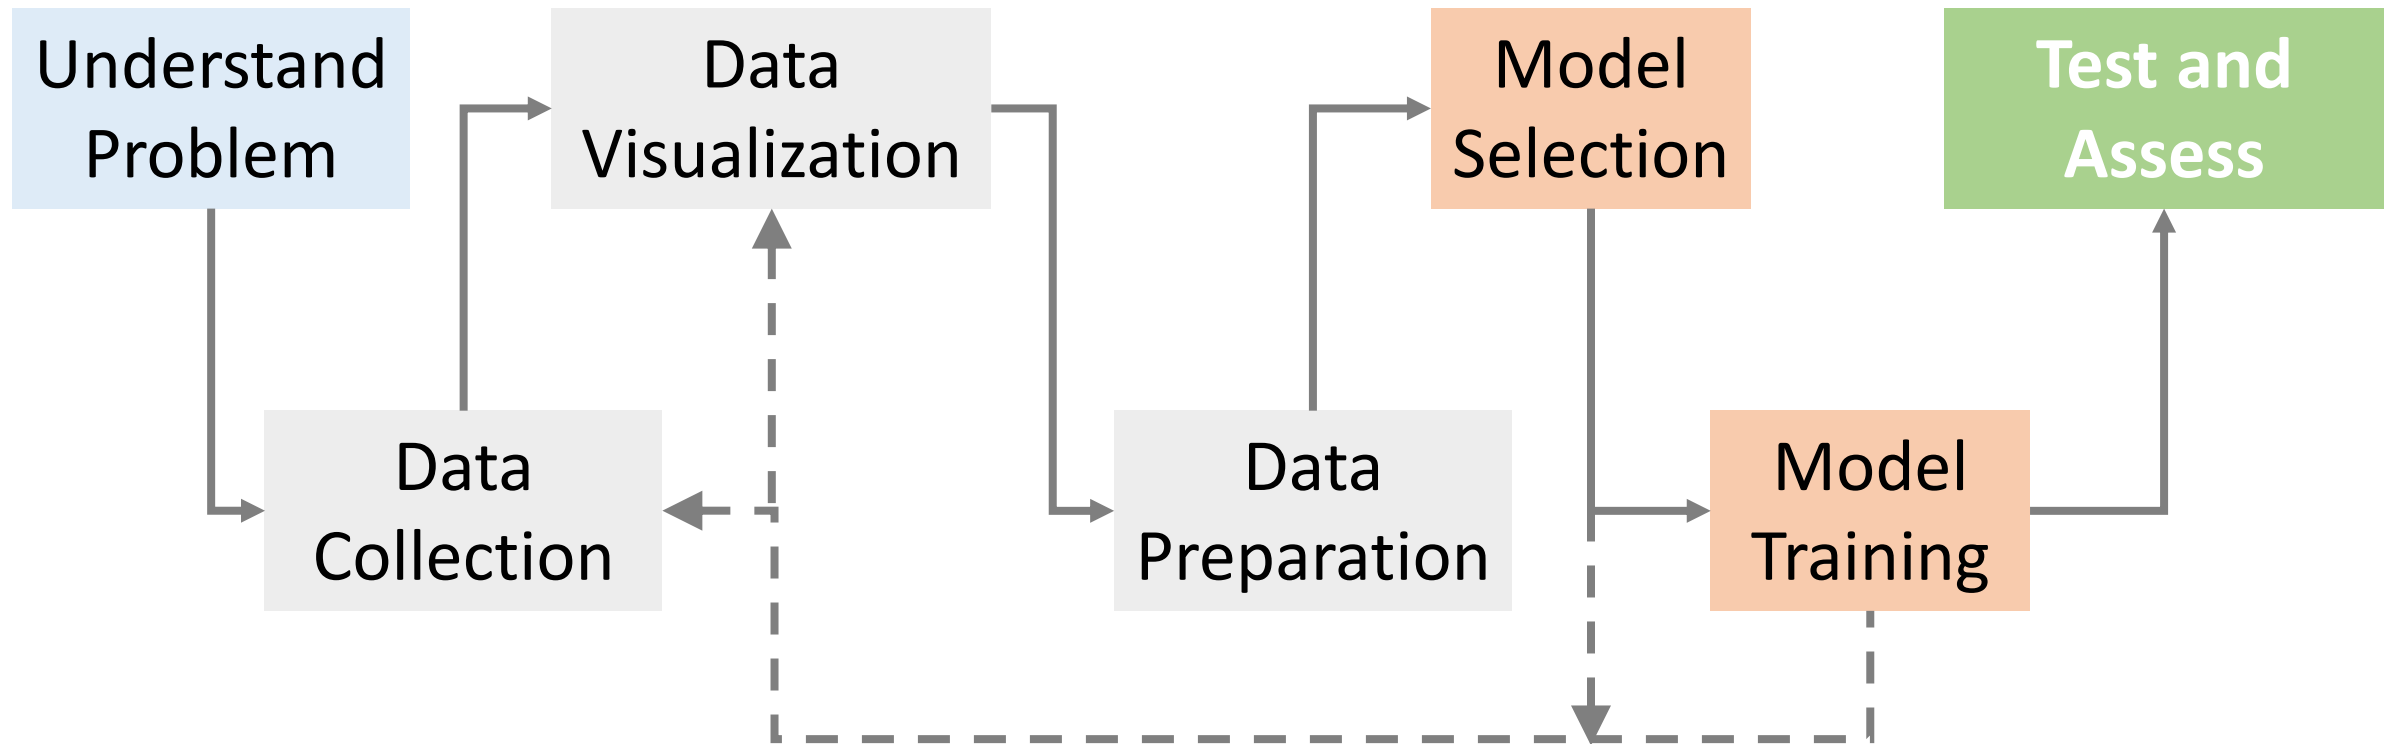 Understand
Problem
Data
Collection
Data
Visualization
Data
Preparation
Model
Selection
Model
Training
Test and
Assess